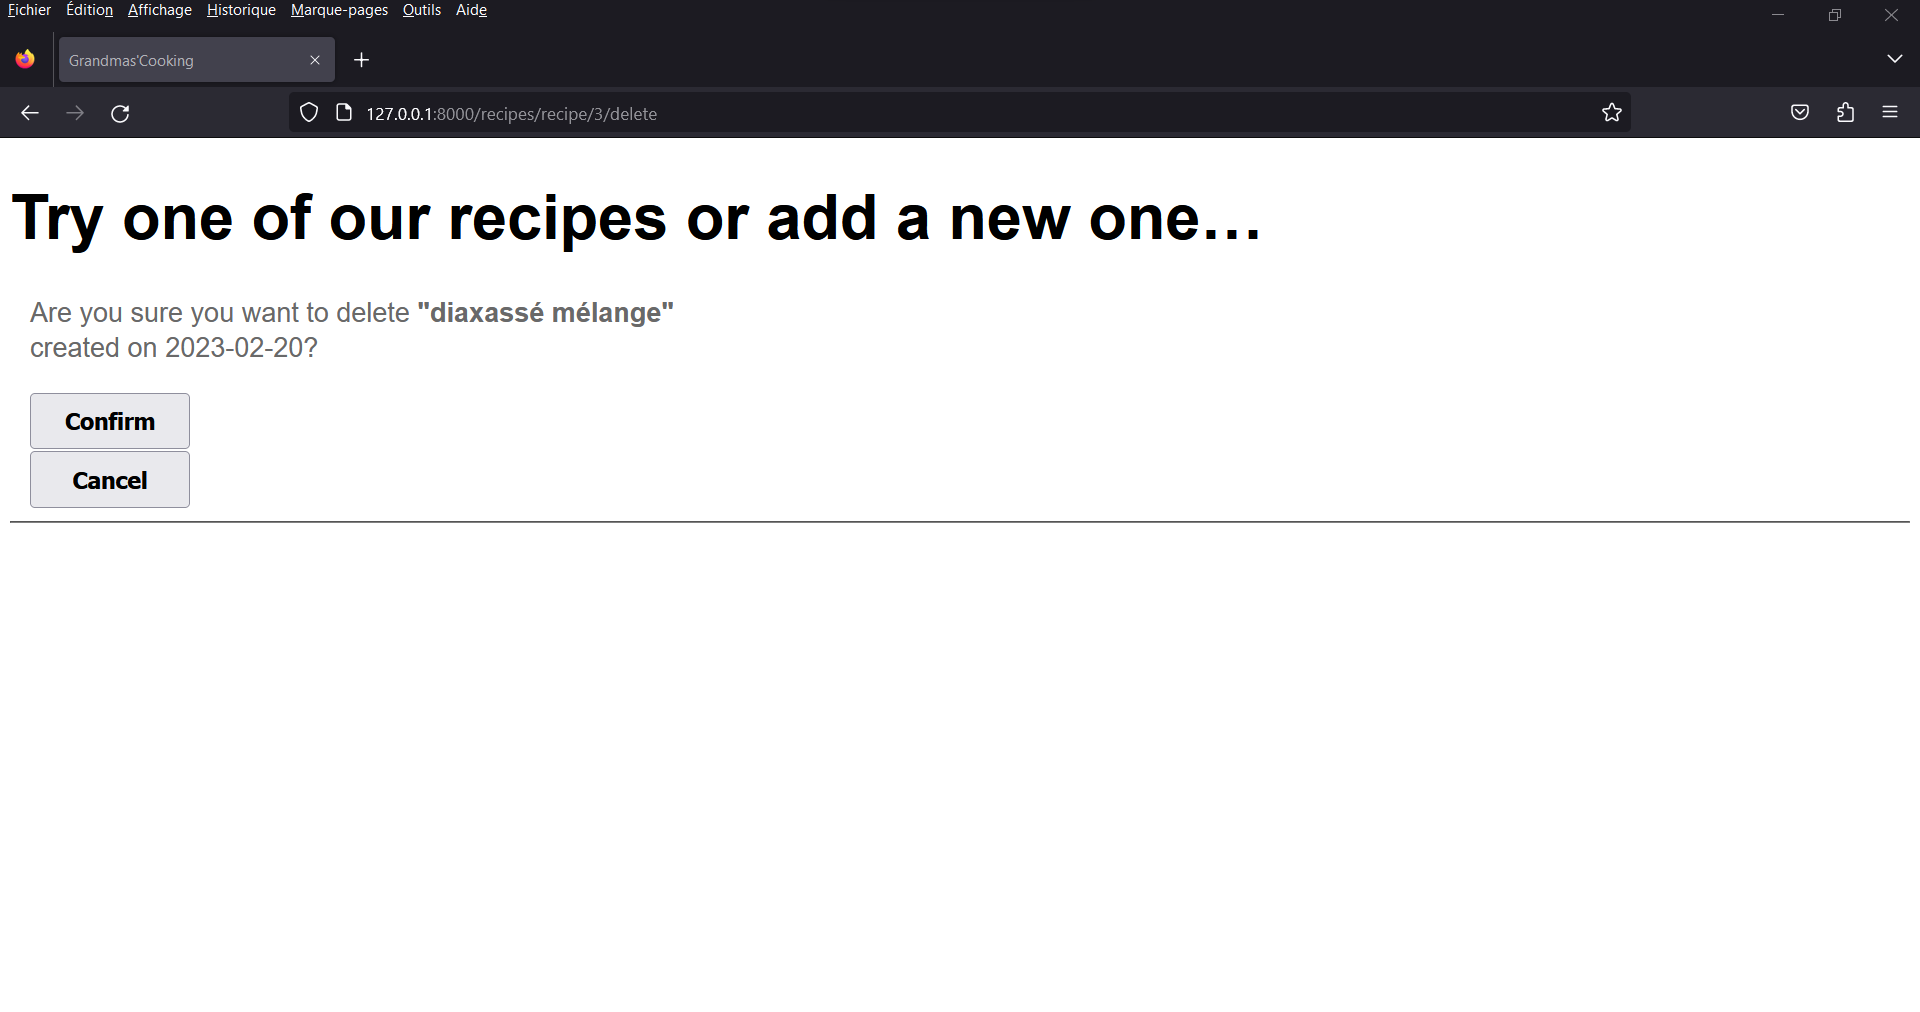 Fichier Édition Affichage Historique Marque-pages Outils Aide
Grandmas'Cooking
127.0.0.1:8000/recipes/recipe/3/delete
Try one of our recipes or add a new one…
Are you sure you want to delete "diaxassé mélange"
created on 2023-02-20?
Confirm
Cancel